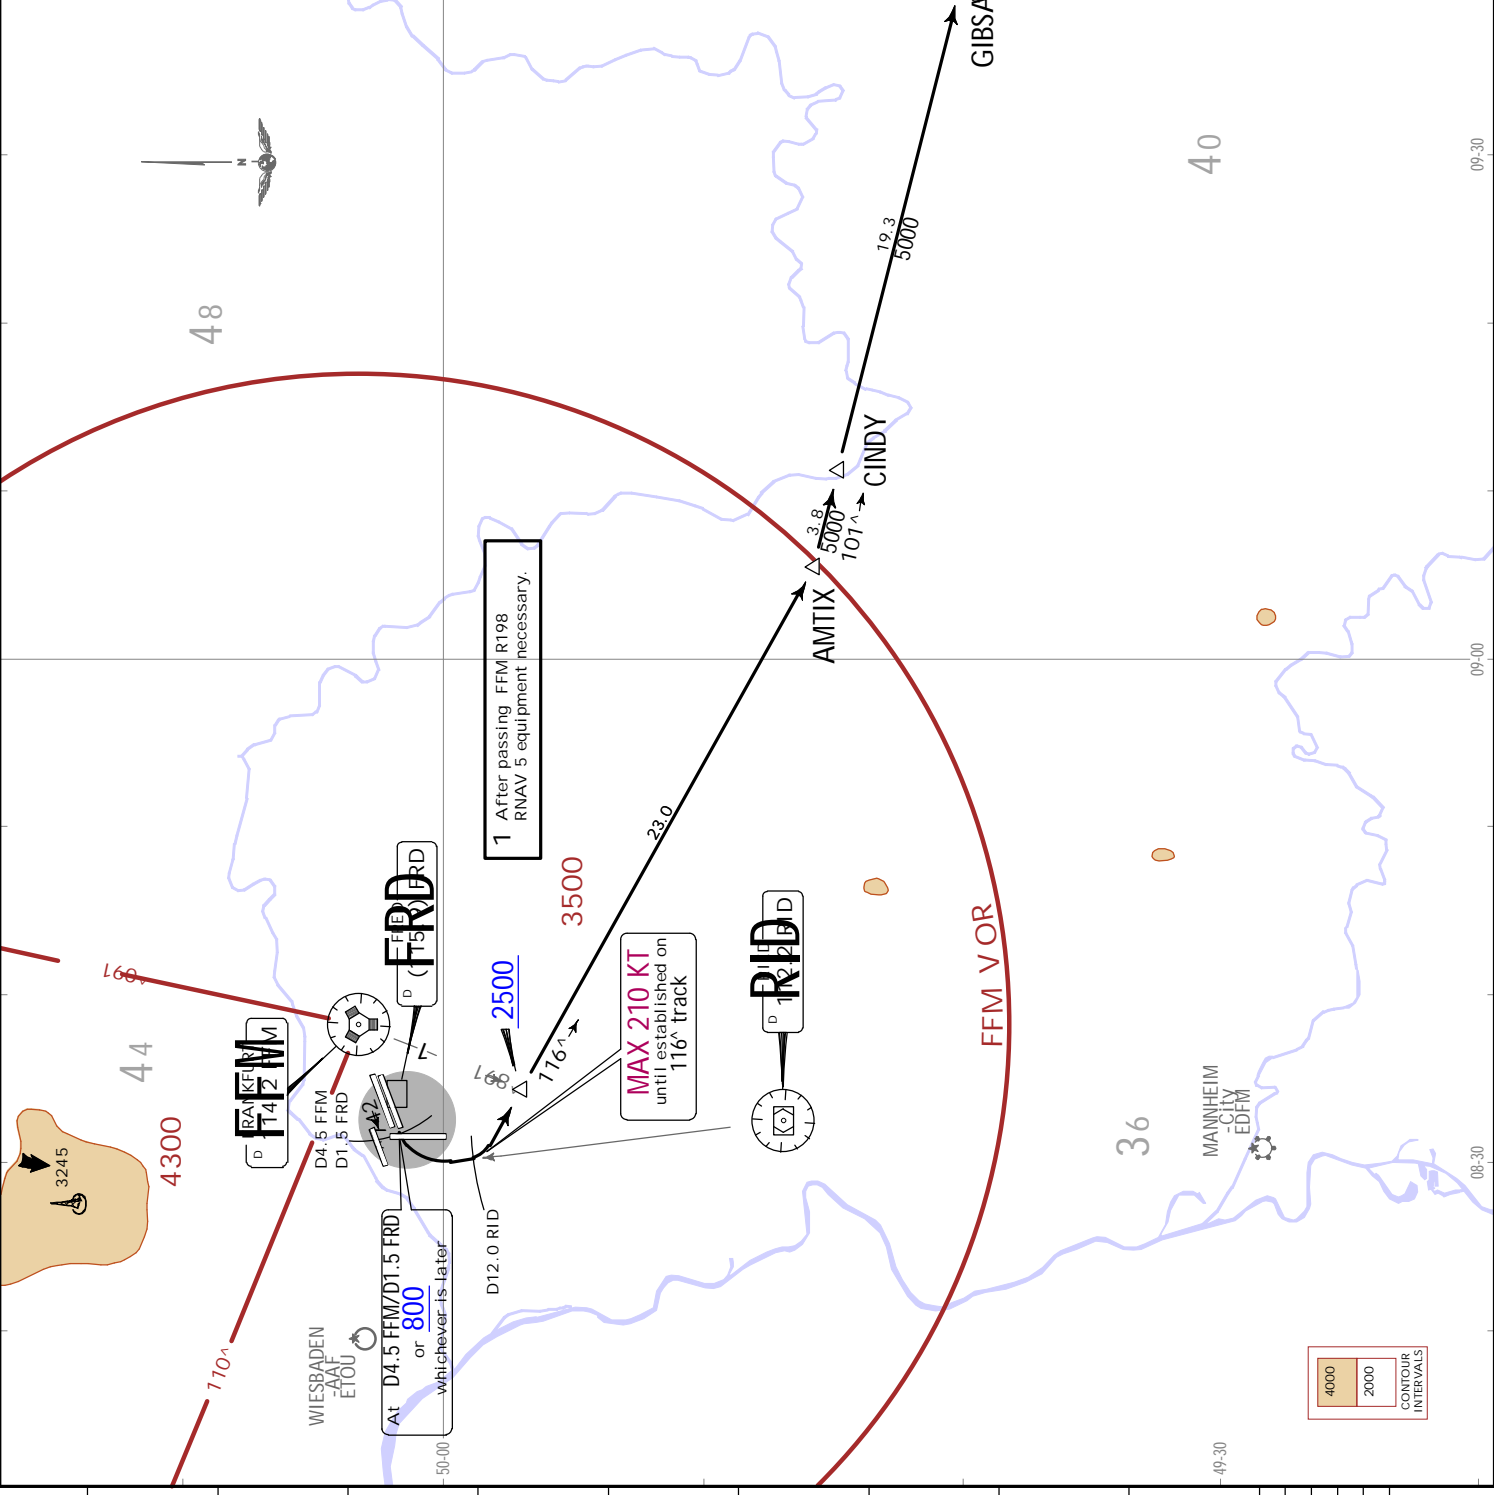 GIBSA
N
40
09-30
19.3
5000
48
CINDY
3.8
5000
101^
AMTIX
1 After passing FFM R198
RNAV 5 equipment necessary.
09-00
23.0
3500
FRD
FRD
2500
116^
MAX 210 KT
until established on
116^ track
D
RID
RID
D
FFM VOR
44
FFM
D
4300
3245
D4.5 FFM
D1.5 FRD
36
MANNHEIM
-City
EDFM
08-30
At D4.5 FFM/D1.5 FRD
or 800
whichever is later
D12.0 RID
WIESBADEN
-AAF
ETOU
110^
50-00
49-30
4000
2000
CONTOUR
INTERVALS